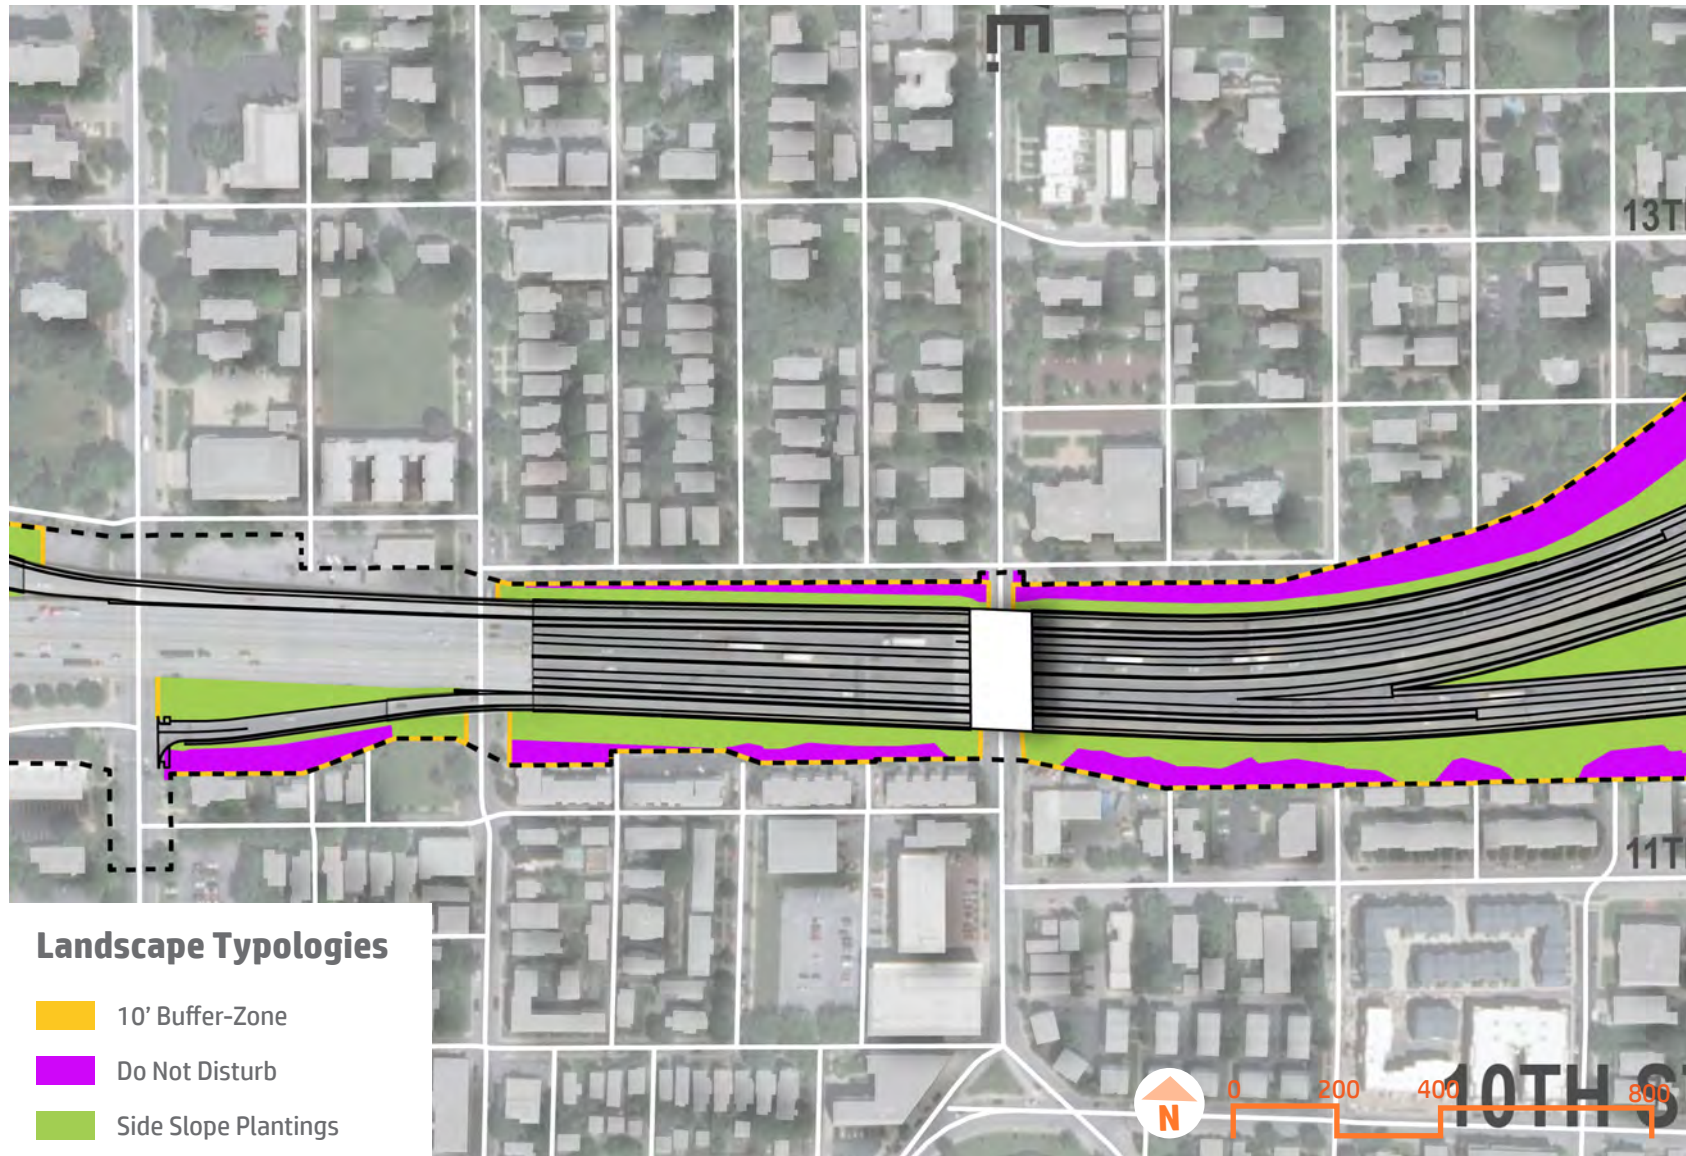 E.
13T
11T
Landscape Typologies
10' Buffer-Zone
Do Not Disturb
Side Slope Plantings
N
0 200 400 800
10TH S